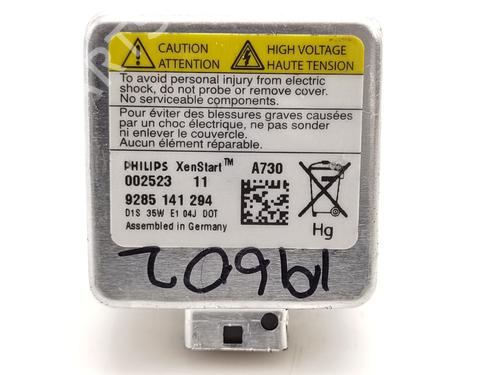 CAUTION
ATTENTION
HIGH VOLTAGE
HAUTE TENSION
To avoid personal injury from electric
shock, do not probe or remove cover.
No serviceable components.
Pour éviter de blessures graves causées
par un choc électrique, ne pas sonder
ni enlever le couvercle.
Aucun élément réparable.
PHILIPS XenStart™ A730
002523 11
9285 141 294
D1S 35W E1 04J DOT
Assembled in Germany
Hg
19602